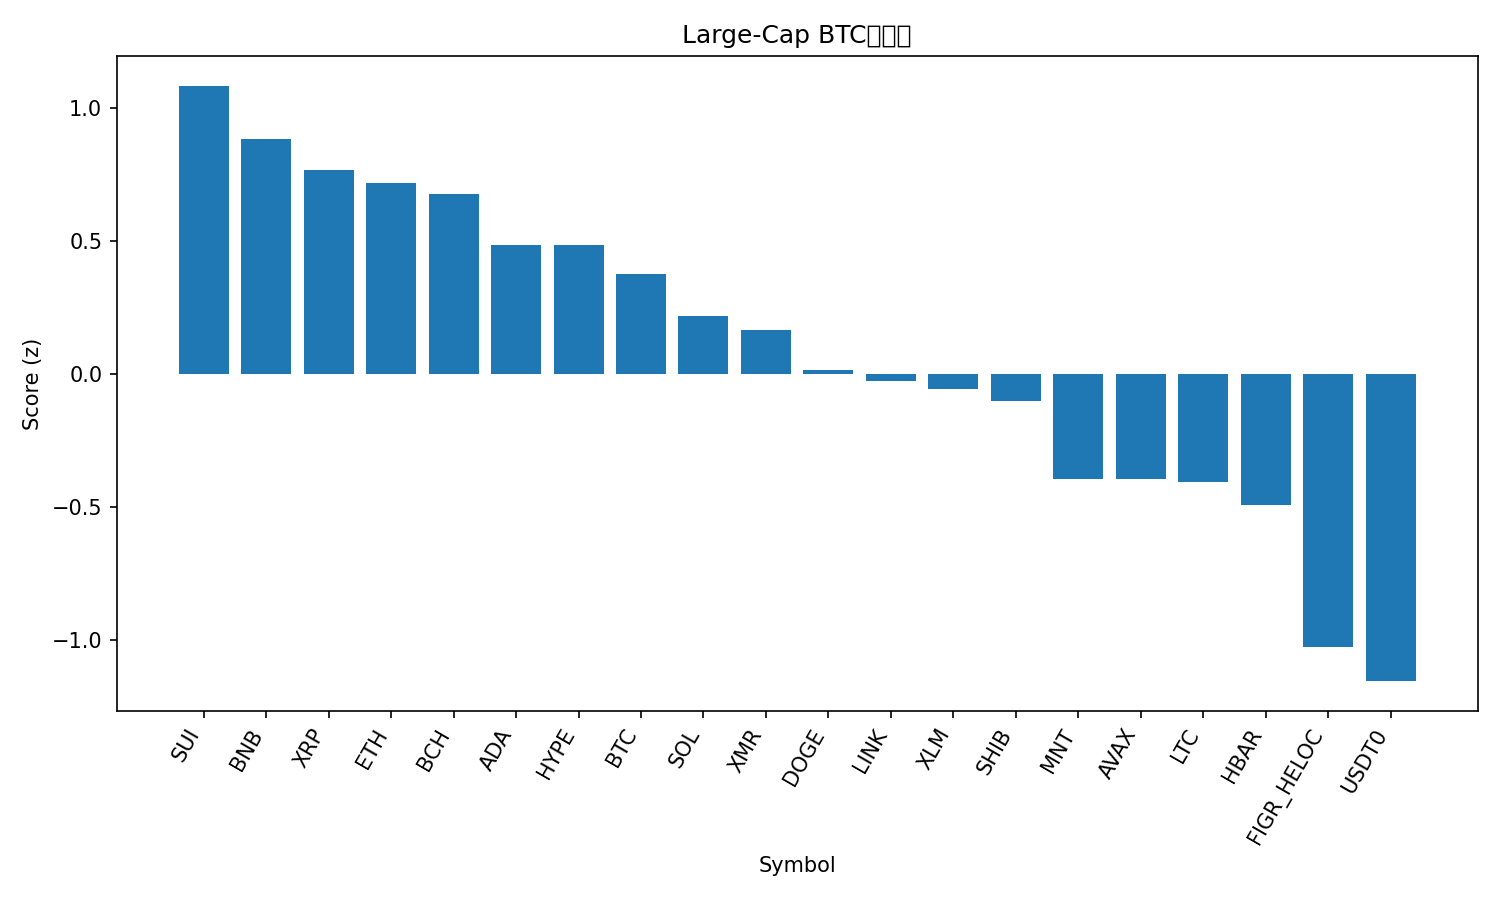 Large-Cap BTC
Score (z)
1.0
0.5
0.0
−0.5
−1.0
SUI
BNB
XRP
ETH
BCH
ADA
HYPE
BTC
SOL
XMR
DOGE
LINK
XLM
SHIB
MNT
AVAX
LTC
HBAR
FIGR_HELOC
USDT0
Symbol